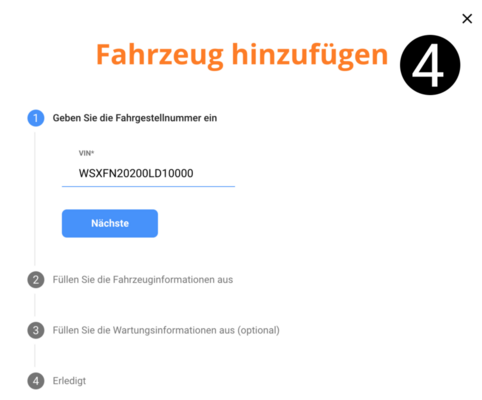 Fahrzeug hinzufügen
4
1 Geben Sie die Fahrgestellnummer ein
VIN*
WSXFN20200LD10000
Nächste
2 Füllen Sie die Fahrzeuginformationen aus
3 Füllen Sie die Wartungsinformationen aus (optional)
4 Erledigt